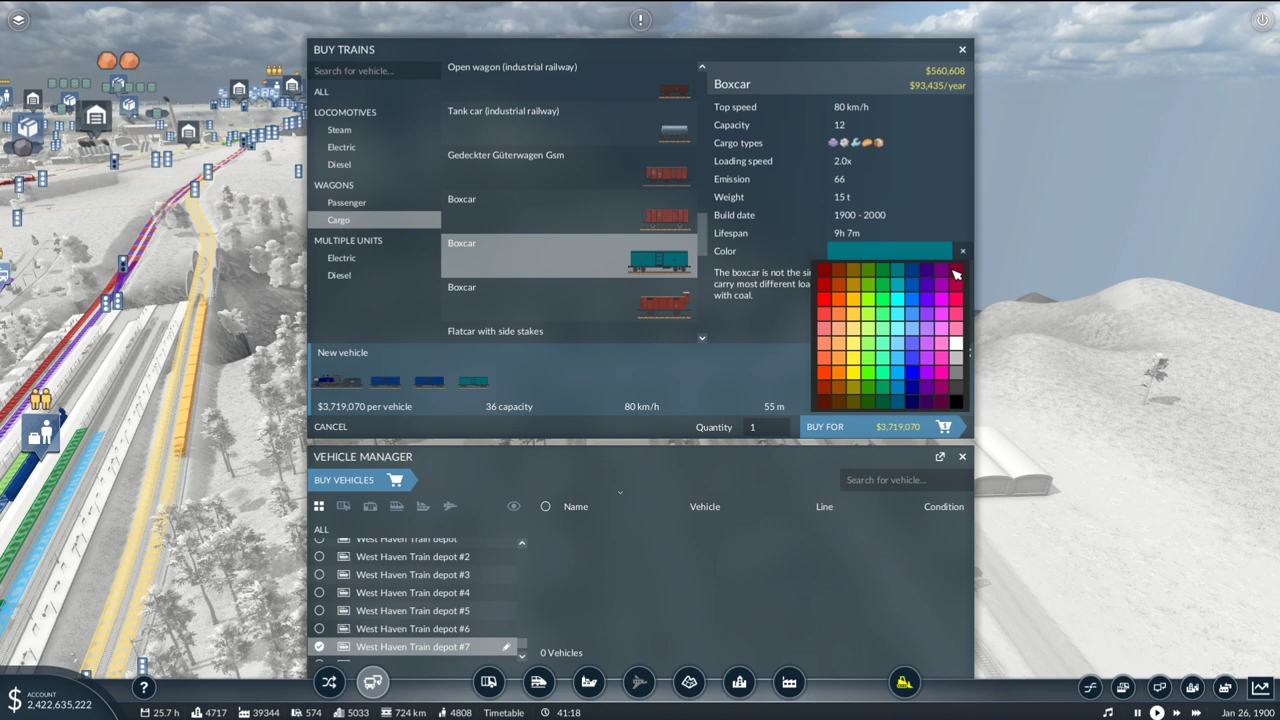 BUY TRAINS
Search for vehicle...
ALL
LOCOMOTIVES
Steam
Electric
Diesel
WAGONS
Passenger
Cargo
MULTIPLE UNITS
Electric
Diesel
Open wagon (industrial railway)
Tank car (industrial railway)
Gedeckter Güterwagen Gsm
Boxcar
Boxcar
Boxcar
Flatcar with side stakes
$560,608
Boxcar
$93,435/year
Top speed 80 km/h
Capacity 12
Cargo types
Loading speed 2.0x
Emission 66
Weight 15 t
Build date 1900 - 2000
Lifespan 9h 7m
Color
The boxcar is not the
carry most different
with coal.
New vehicle
$3,719,070 per vehicle 36 capacity 80 km/h 55 m
CANCEL Quantity 1 BUY FOR $3,719,070
VEHICLE MANAGER
BUY VEHICLES
Search for vehicle...
Name Vehicle Line Condition
ALL
West Haven Train depot
West Haven Train depot #2
West Haven Train depot #3
West Haven Train depot #4
West Haven Train depot #5
West Haven Train depot #6
West Haven Train depot #7
0 Vehicles
$ ACCOUNT
2,422,635,222
?
25.7 h 4717 39344 574 5033 724 km 4808 Timetable 41:18
Jan 26, 1900